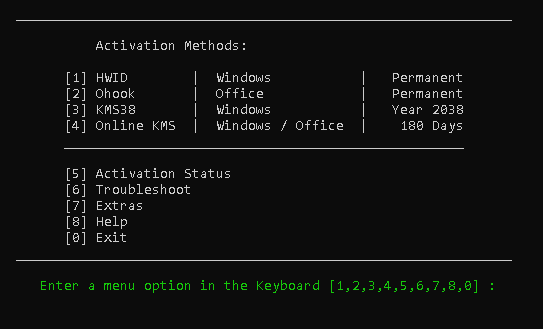 Activation Methods:
[1] HWID | Windows | Permanent
[2] Ohook | Office | Permanent
[3] KMS38 | Windows | Year 2038
[4] Online KMS | Windows / Office | 180 Days
[5] Activation Status
[6] Troubleshoot
[7] Extras
[8] Help
[0] Exit
Enter a menu option in the Keyboard [1,2,3,4,5,6,7,8,0] :